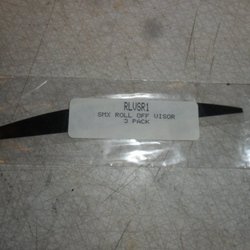 RLVSR1
SMX ROLL OFF VISOR
3 PACK